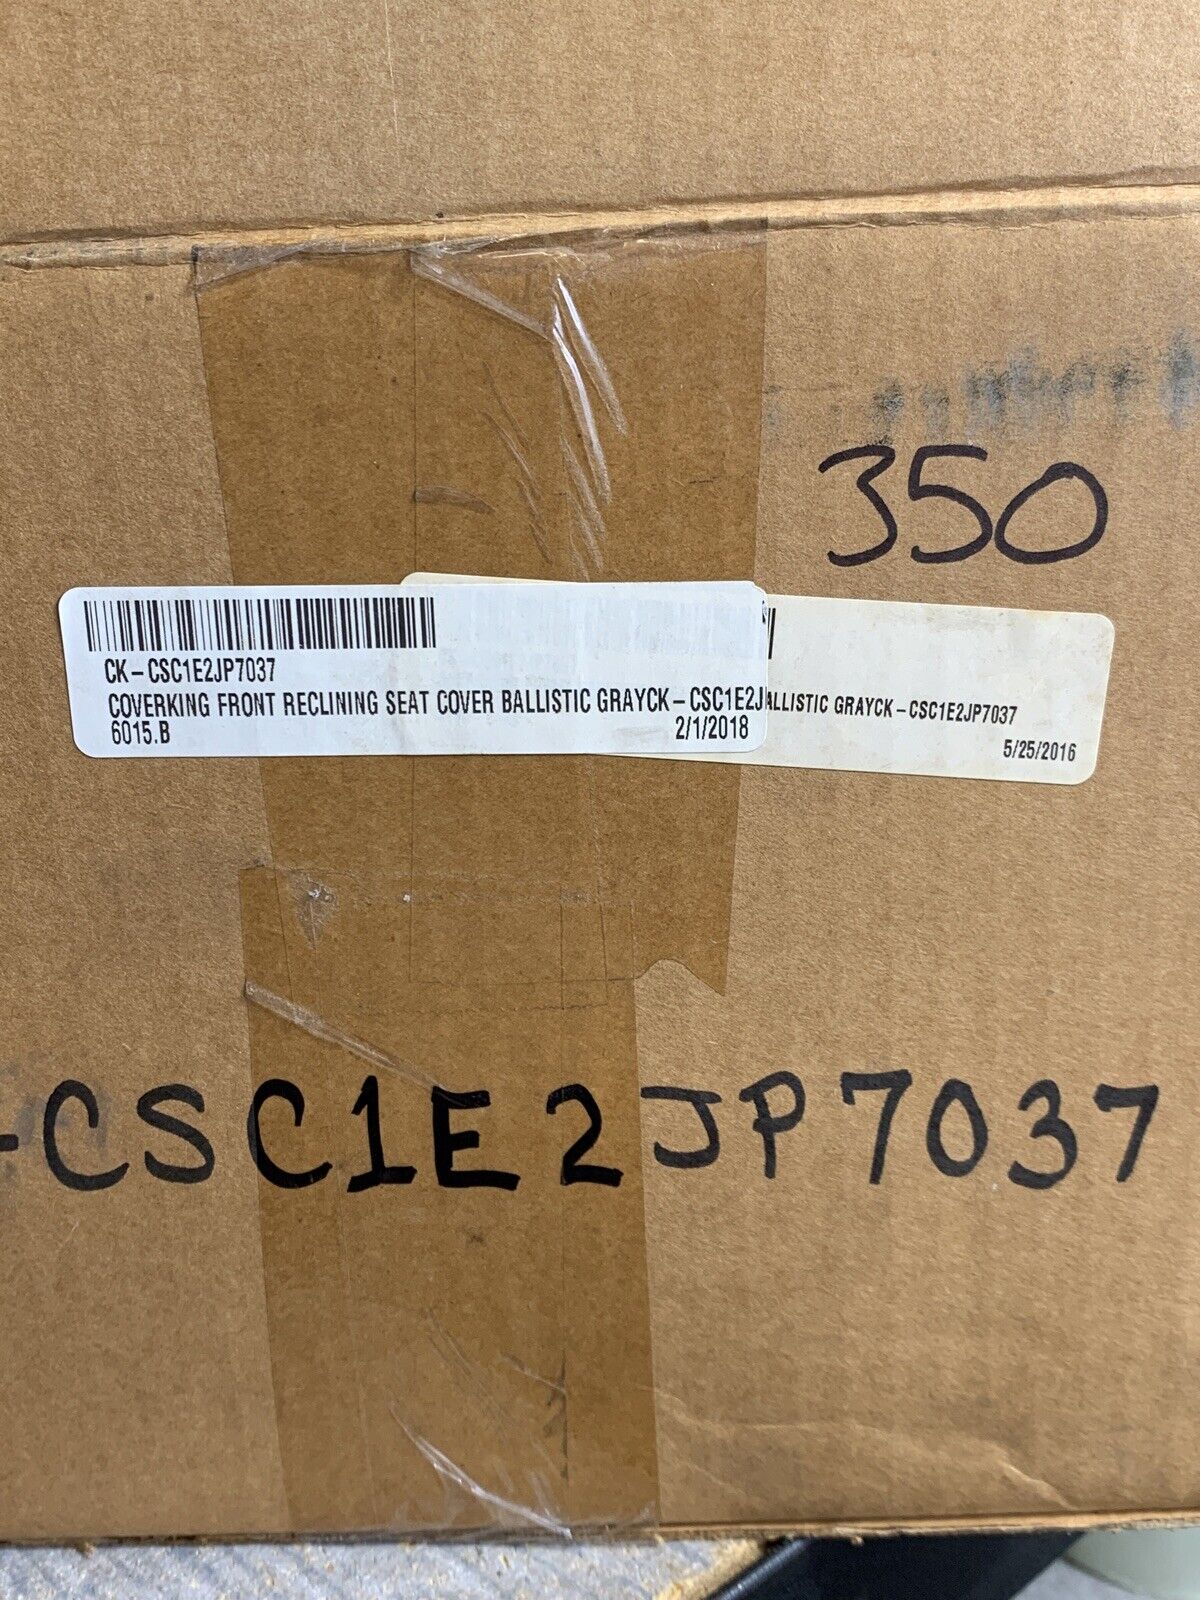 350
CK-CSC1E2JP7037
COVERKING FRONT RECLINING SEAT COVER BALLISTIC GRAYCK-CSC1E2J
6015.B 2/1/2018
ALLISTIC GRAYCK-CSC1E2JP7037
5/25/2016
-CSC1E2JP7037